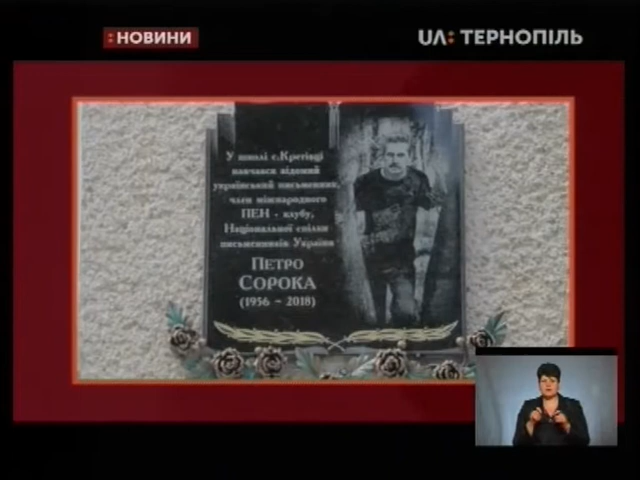 :НОВИНИ
UA: ТЕРНОПІЛЬ
У школі с.Крегівці
навчався відомий
український письменник,
член міжнародного
ПЕН - клубу,
Національної спілки
письменників України
ПЕТРО
СОРОКА
(1956 - 2018)